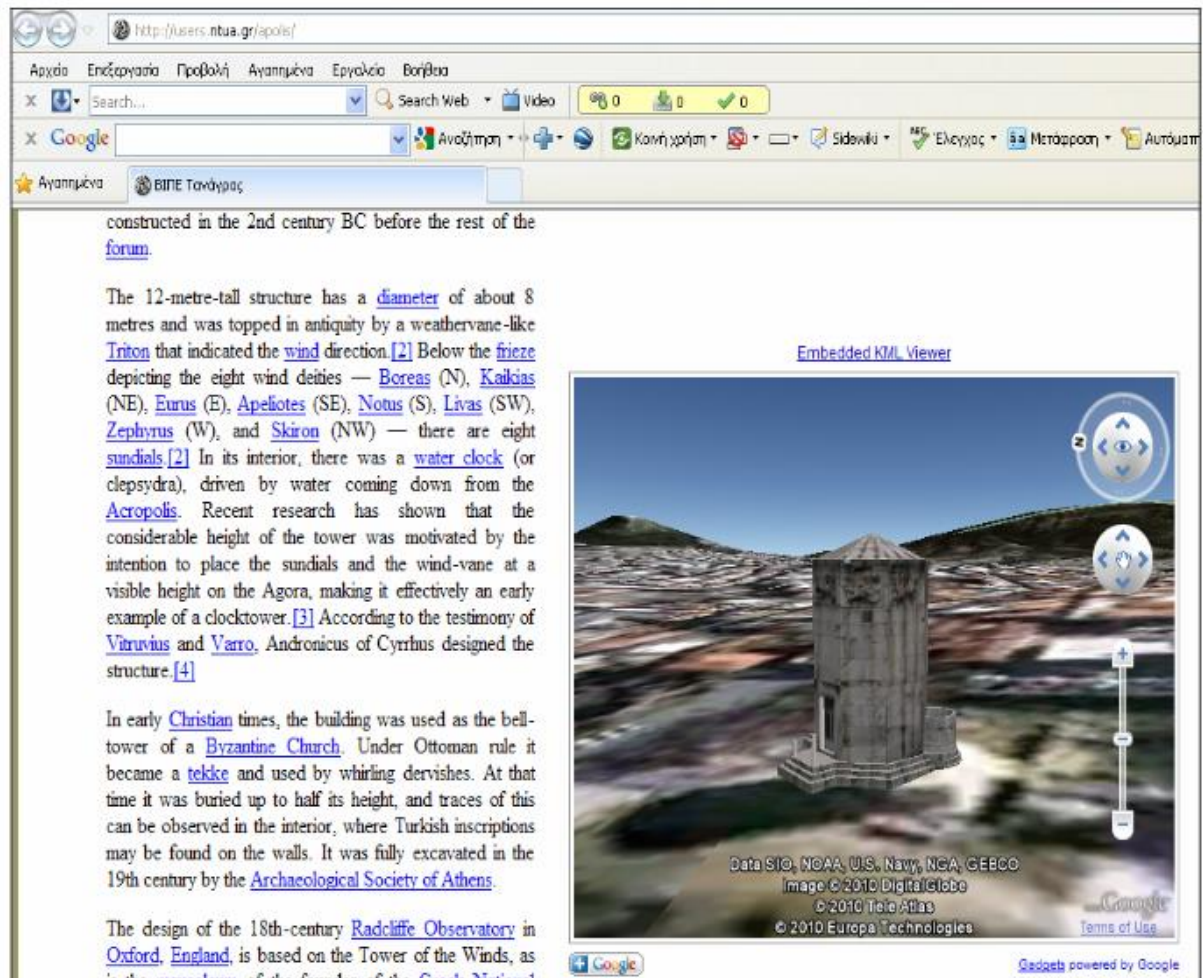 http://users.ntua.gr/apolis/
Αρχείο Επεξεργασία Προβολή Αγαπημένα Εργαλεία Βοήθεια
x Search... Search Web Video 0 0 0
x Google Αναζήτηση Κοινή χρήση Sidewiki Έλεγχος Μετάφραση Αυτόματ
Αγαπημένα ΒΙΠΕ Τανάγρας
constructed in the 2nd century BC before the rest of the
forum.
The 12-metre-tall structure has a diameter of about 8
metres and was topped in antiquity by a weathervane-like
Triton that indicated the wind direction.[2] Below the frieze
depicting the eight wind deities — Boreas (N), Kaikias
(NE), Eurus (E), Apeliotes (SE), Notus (S), Livas (SW),
Zephyrus (W), and Skiron (NW) — there are eight
sundials.[2] In its interior, there was a water clock (or
clepsydra), driven by water coming down from the
Acropolis. Recent research has shown that the
considerable height of the tower was motivated by the
intention to place the sundials and the wind-vane at a
visible height on the Agora, making it effectively an early
example of a clocktower.[3] According to the testimony of
Vitruvius and Varro, Andronicus of Cyrrhus designed the
structure.[4]
In early Christian times, the building was used as the bell-
tower of a Byzantine Church. Under Ottoman rule it
became a tekke and used by whirling dervishes. At that
time it was buried up to half its height, and traces of this
can be observed in the interior, where Turkish inscriptions
may be found on the walls. It was fully excavated in the
19th century by the Archaeological Society of Athens.
The design of the 18th-century Radcliffe Observatory in
Oxford, England, is based on the Tower of the Winds, as
Embedded KML Viewer
N
Data SIO, NOAA, U.S. Navy, NGA, GEBCO
Image © 2010 DigitalGlobe
© 2010 Tele Atlas
© 2010 Europa Technologies
Google
Terms of Use
Google
Gadgets powered by Google